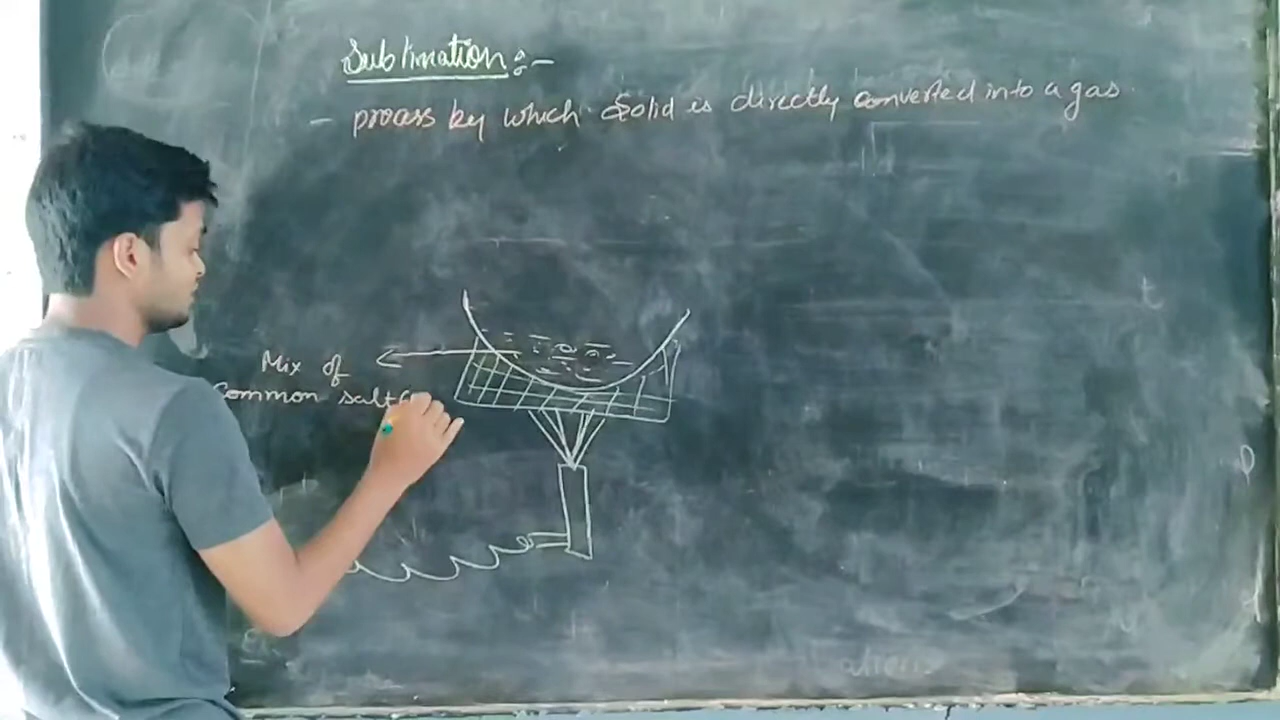 Sublimation :-
- process by which solid is directly converted into a gas.
Mix of
Common salt